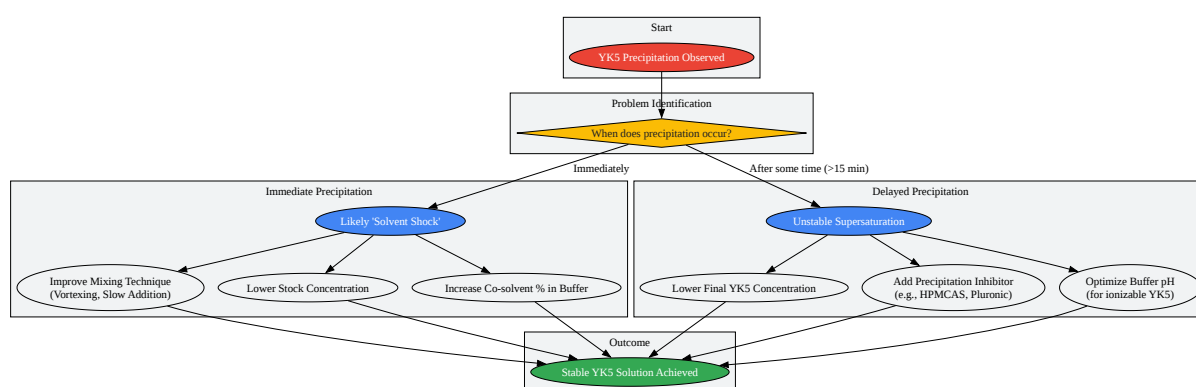 Start
YK5 Precipitation Observed
Problem Identification
When does precipitation occur?
Immediately
After some time (>15 min)
Immediate Precipitation
Likely 'Solvent Shock'
Improve Mixing Technique
(Vortexing, Slow Addition)
Lower Stock Concentration
Increase Co-solvent % in Buffer
Delayed Precipitation
Unstable Supersaturation
Lower Final YK5 Concentration
Add Precipitation Inhibitor
(e.g., HPMCAS, Pluronic)
Optimize Buffer pH
(for ionizable YK5)
Outcome
Stable YK5 Solution Achieved